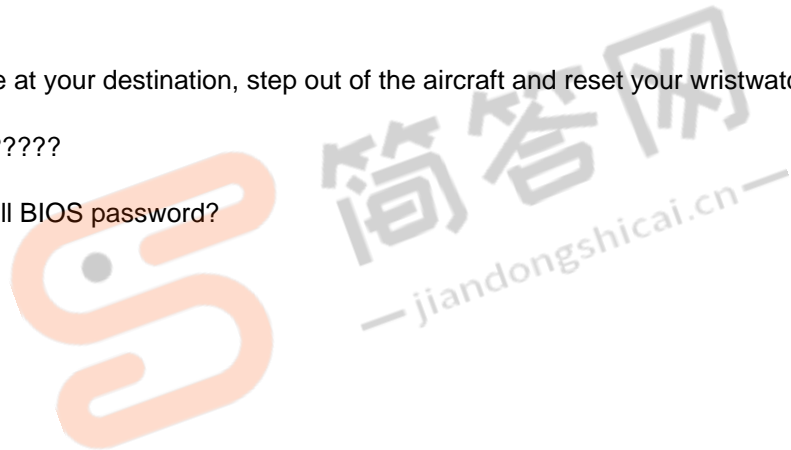 at your destination, step out of the aircraft and reset your wristwatc
????
BIOS password?
简答网
jiandongshicai.cn